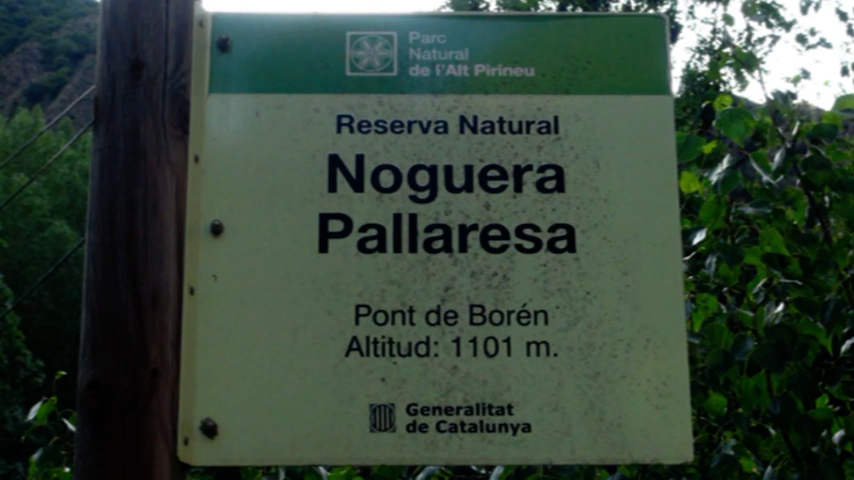 Parc
Natural
de l'Alt Pirineu
Reserva Natural
Noguera
Pallaresa
Pont de Borén
Altitud: 1101 m.
Generalitat
de Catalunya